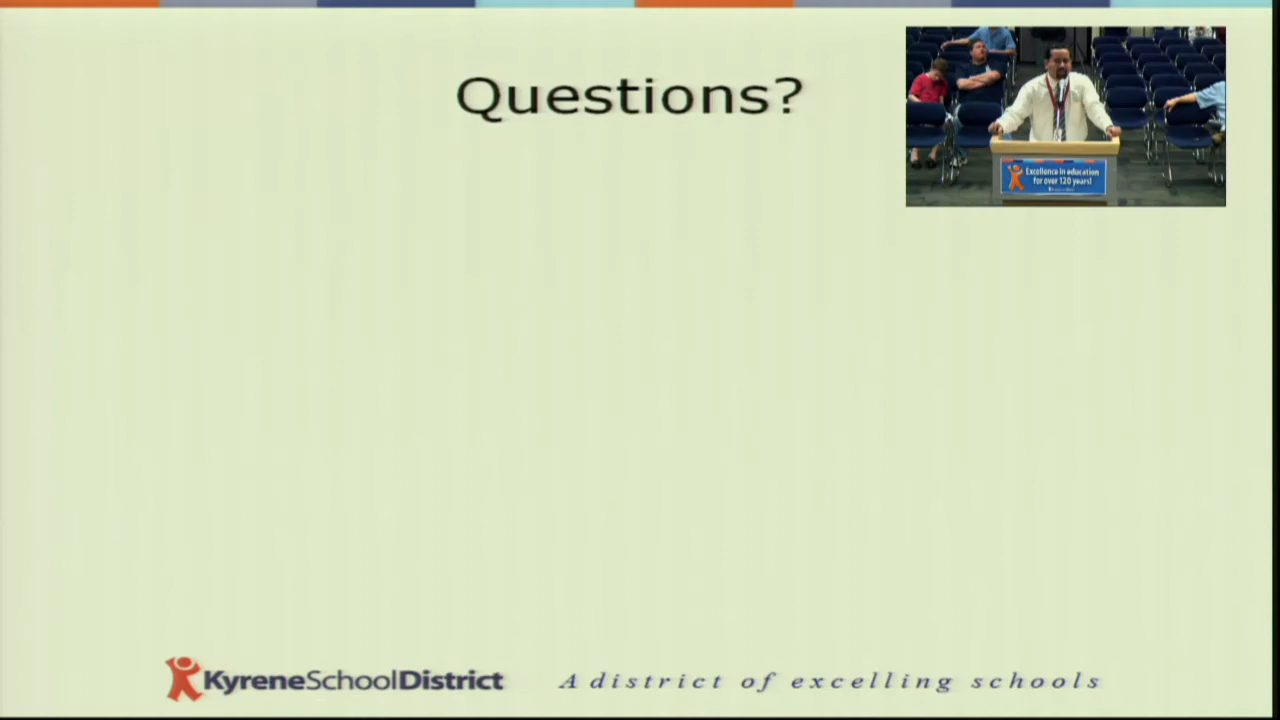 Questions?
Excellence in education
for over 120 years!
KyreneSchoolDistrict
A district of excelling schools